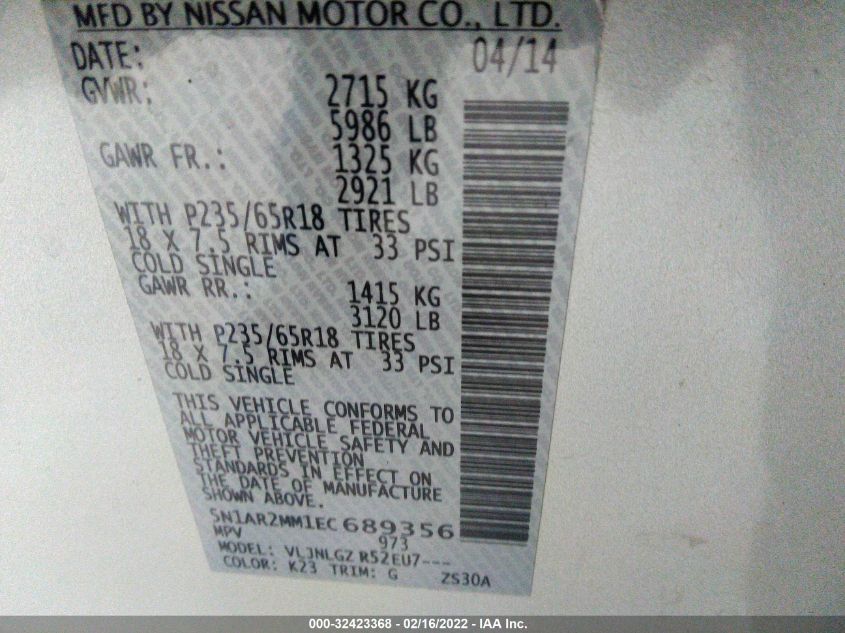 MFD BY NISSAN MOTOR CO., LTD.
DATE: 04/14
GVWR: 2715 KG
5986 LB
GAWR FR.: 1325 KG
2921 LB
WITH P235/65R18 TIRES
18 X 7.5 RIMS AT 33 PSI
COLD SINGLE
GAWR RR.: 1415 KG
3120 LB
WITH P235/65R18 TIRES
18 X 7.5 RIMS AT 33 PSI
COLD SINGLE
THIS VEHICLE CONFORMS TO
ALL APPLICABLE FEDERAL
MOTOR VEHICLE SAFETY AND
THEFT PREVENTION
STANDARDS IN EFFECT ON
THE DATE OF MANUFACTURE
SHOWN ABOVE.
5N1AR2MM1EC689356
MPV 973
MODEL: VLJNLGZ R52EU7---
COLOR: K23 TRIM: G ZS30A
000-32423368 - 02/16/2022 - IAA Inc.